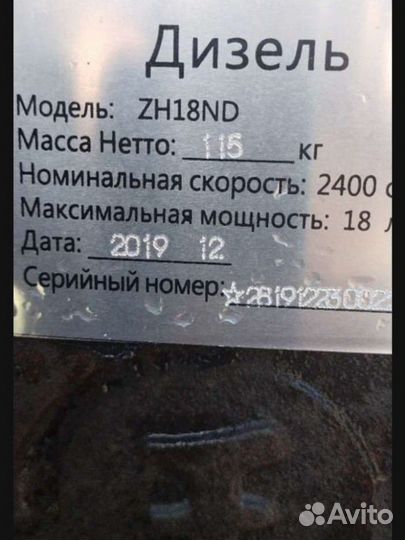 Дизель
Модель: ZH18ND
Масса Нетто: 115 кг
Номинальная скорость: 2400
Максимальная мощность: 18 л
Дата: 2019 12
Серийный номер:
Avito